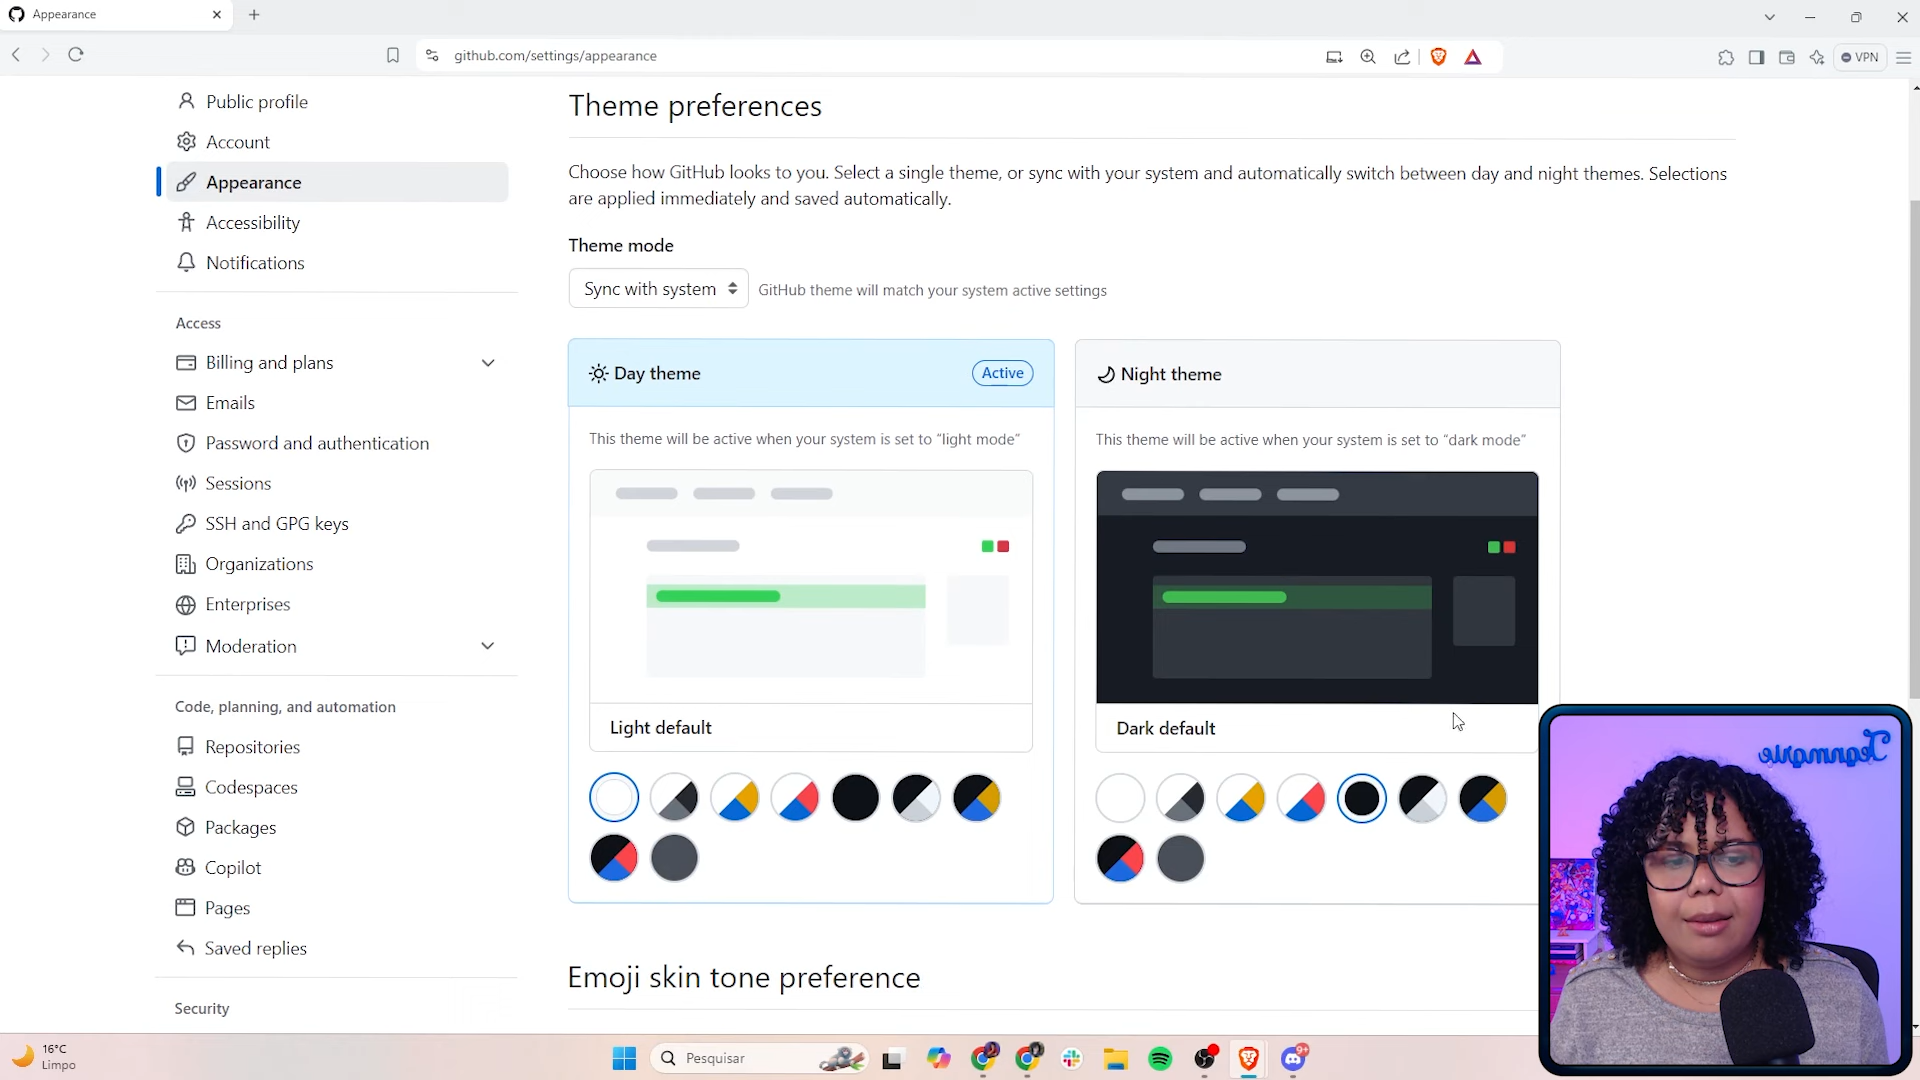 Appearance
github.com/settings/appearance
VPN
Public profile
Account
Appearance
Accessibility
Notifications
Access
Billing and plans
Emails
Password and authentication
Sessions
SSH and GPG keys
Organizations
Enterprises
Moderation
Code, planning, and automation
Repositories
Codespaces
Packages
Copilot
Pages
Saved replies
Security
Theme preferences
Choose how GitHub looks to you. Select a single theme, or sync with your system and automatically switch between day and night themes. Selections
are applied immediately and saved automatically.
Theme mode
Sync with system
GitHub theme will match your system active settings
Day theme
Active
This theme will be active when your system is set to “light mode”
Light default
Night theme
This theme will be active when your system is set to “dark mode”
Dark default
Emoji skin tone preference
Jeanmarie
16°C
Limpo
Pesquisar
9+